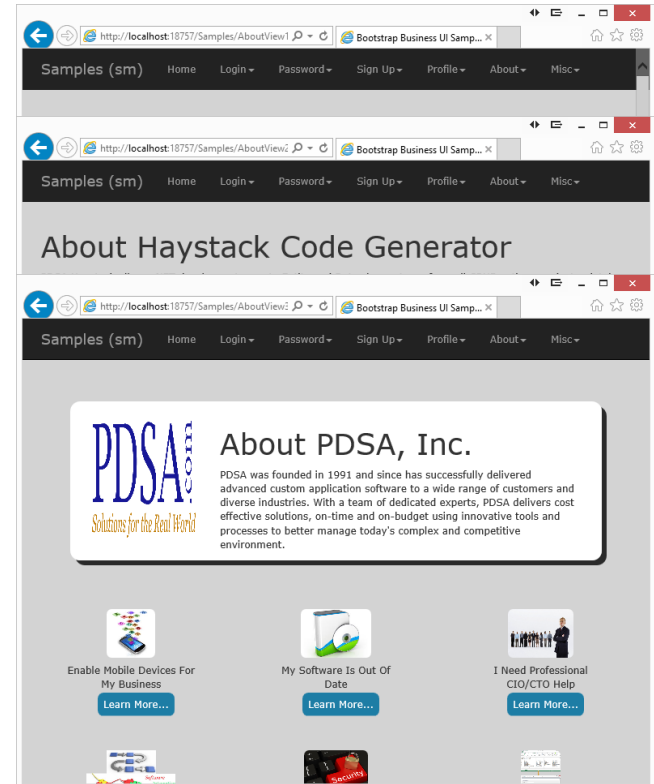 http://localhost:18757/Samples/AboutView1
Bootstrap Business UI Samp...
Samples (sm) Home Login Password Sign Up Profile About Misc
http://localhost:18757/Samples/AboutView2
Bootstrap Business UI Samp...
Samples (sm) Home Login Password Sign Up Profile About Misc
About Haystack Code Generator
http://localhost:18757/Samples/AboutView3
Bootstrap Business UI Samp...
Samples (sm) Home Login Password Sign Up Profile About Misc
PDSA.com
Solutions for the Real World
About PDSA, Inc.
PDSA was founded in 1991 and since has successfully delivered
advanced custom application software to a wide range of customers and
diverse industries. With a team of dedicated experts, PDSA delivers cost
effective solutions, on-time and on-budget using innovative tools and
processes to better manage today's complex and competitive
environment.
Enable Mobile Devices For
My Business
Learn More...
My Software Is Out Of
Date
Learn More...
I Need Professional
CIO/CTO Help
Learn More...
Software
Security